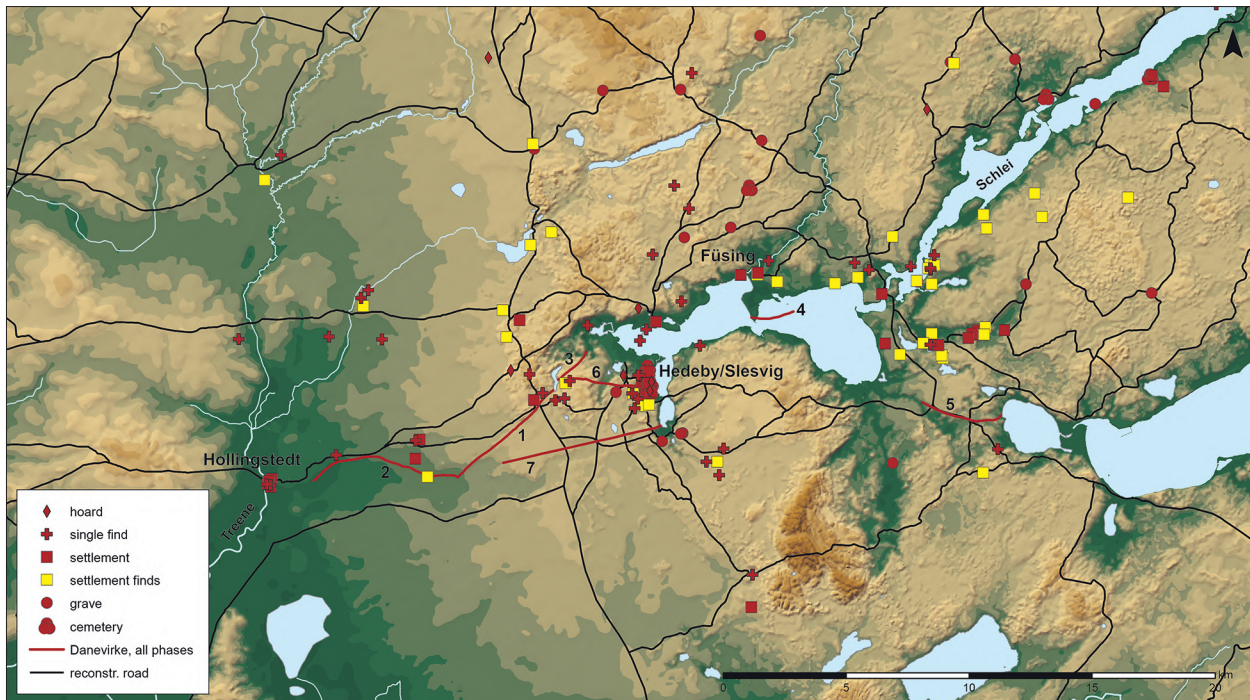 Schlei
Füsing
4
3
6
Hedeby/Slesvig
5
1
Hollingstedt
2
7
Treene
hoard
single find
settlement
settlement finds
grave
cemetery
Danevirke, all phases
reconstr. road
km
0 5 10 15 20